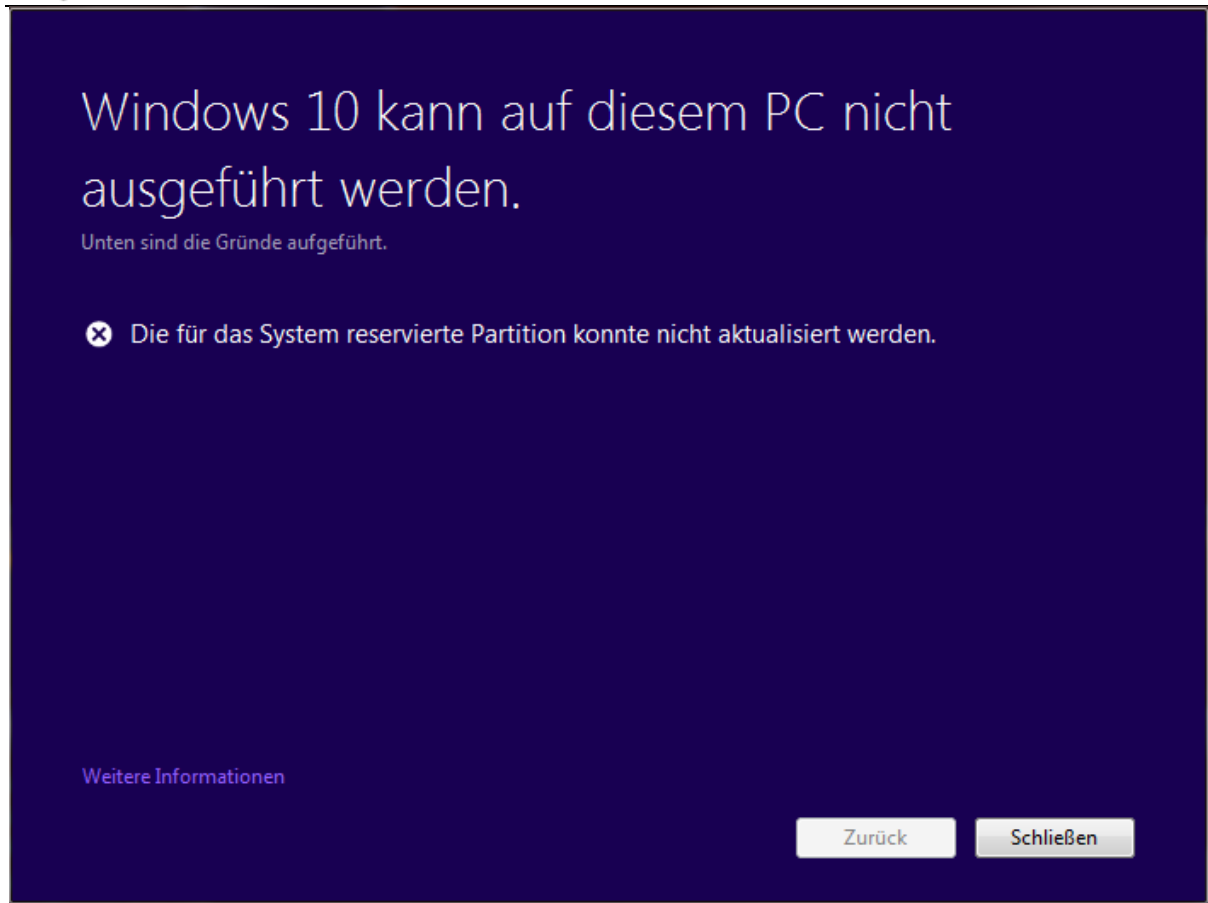 Windows 10 kann auf diesem PC nicht
ausgeführt werden.
Unten sind die Gründe aufgeführt.
Die für das System reservierte Partition konnte nicht aktualisiert werden.
Weitere Informationen
Zurück
Schließen